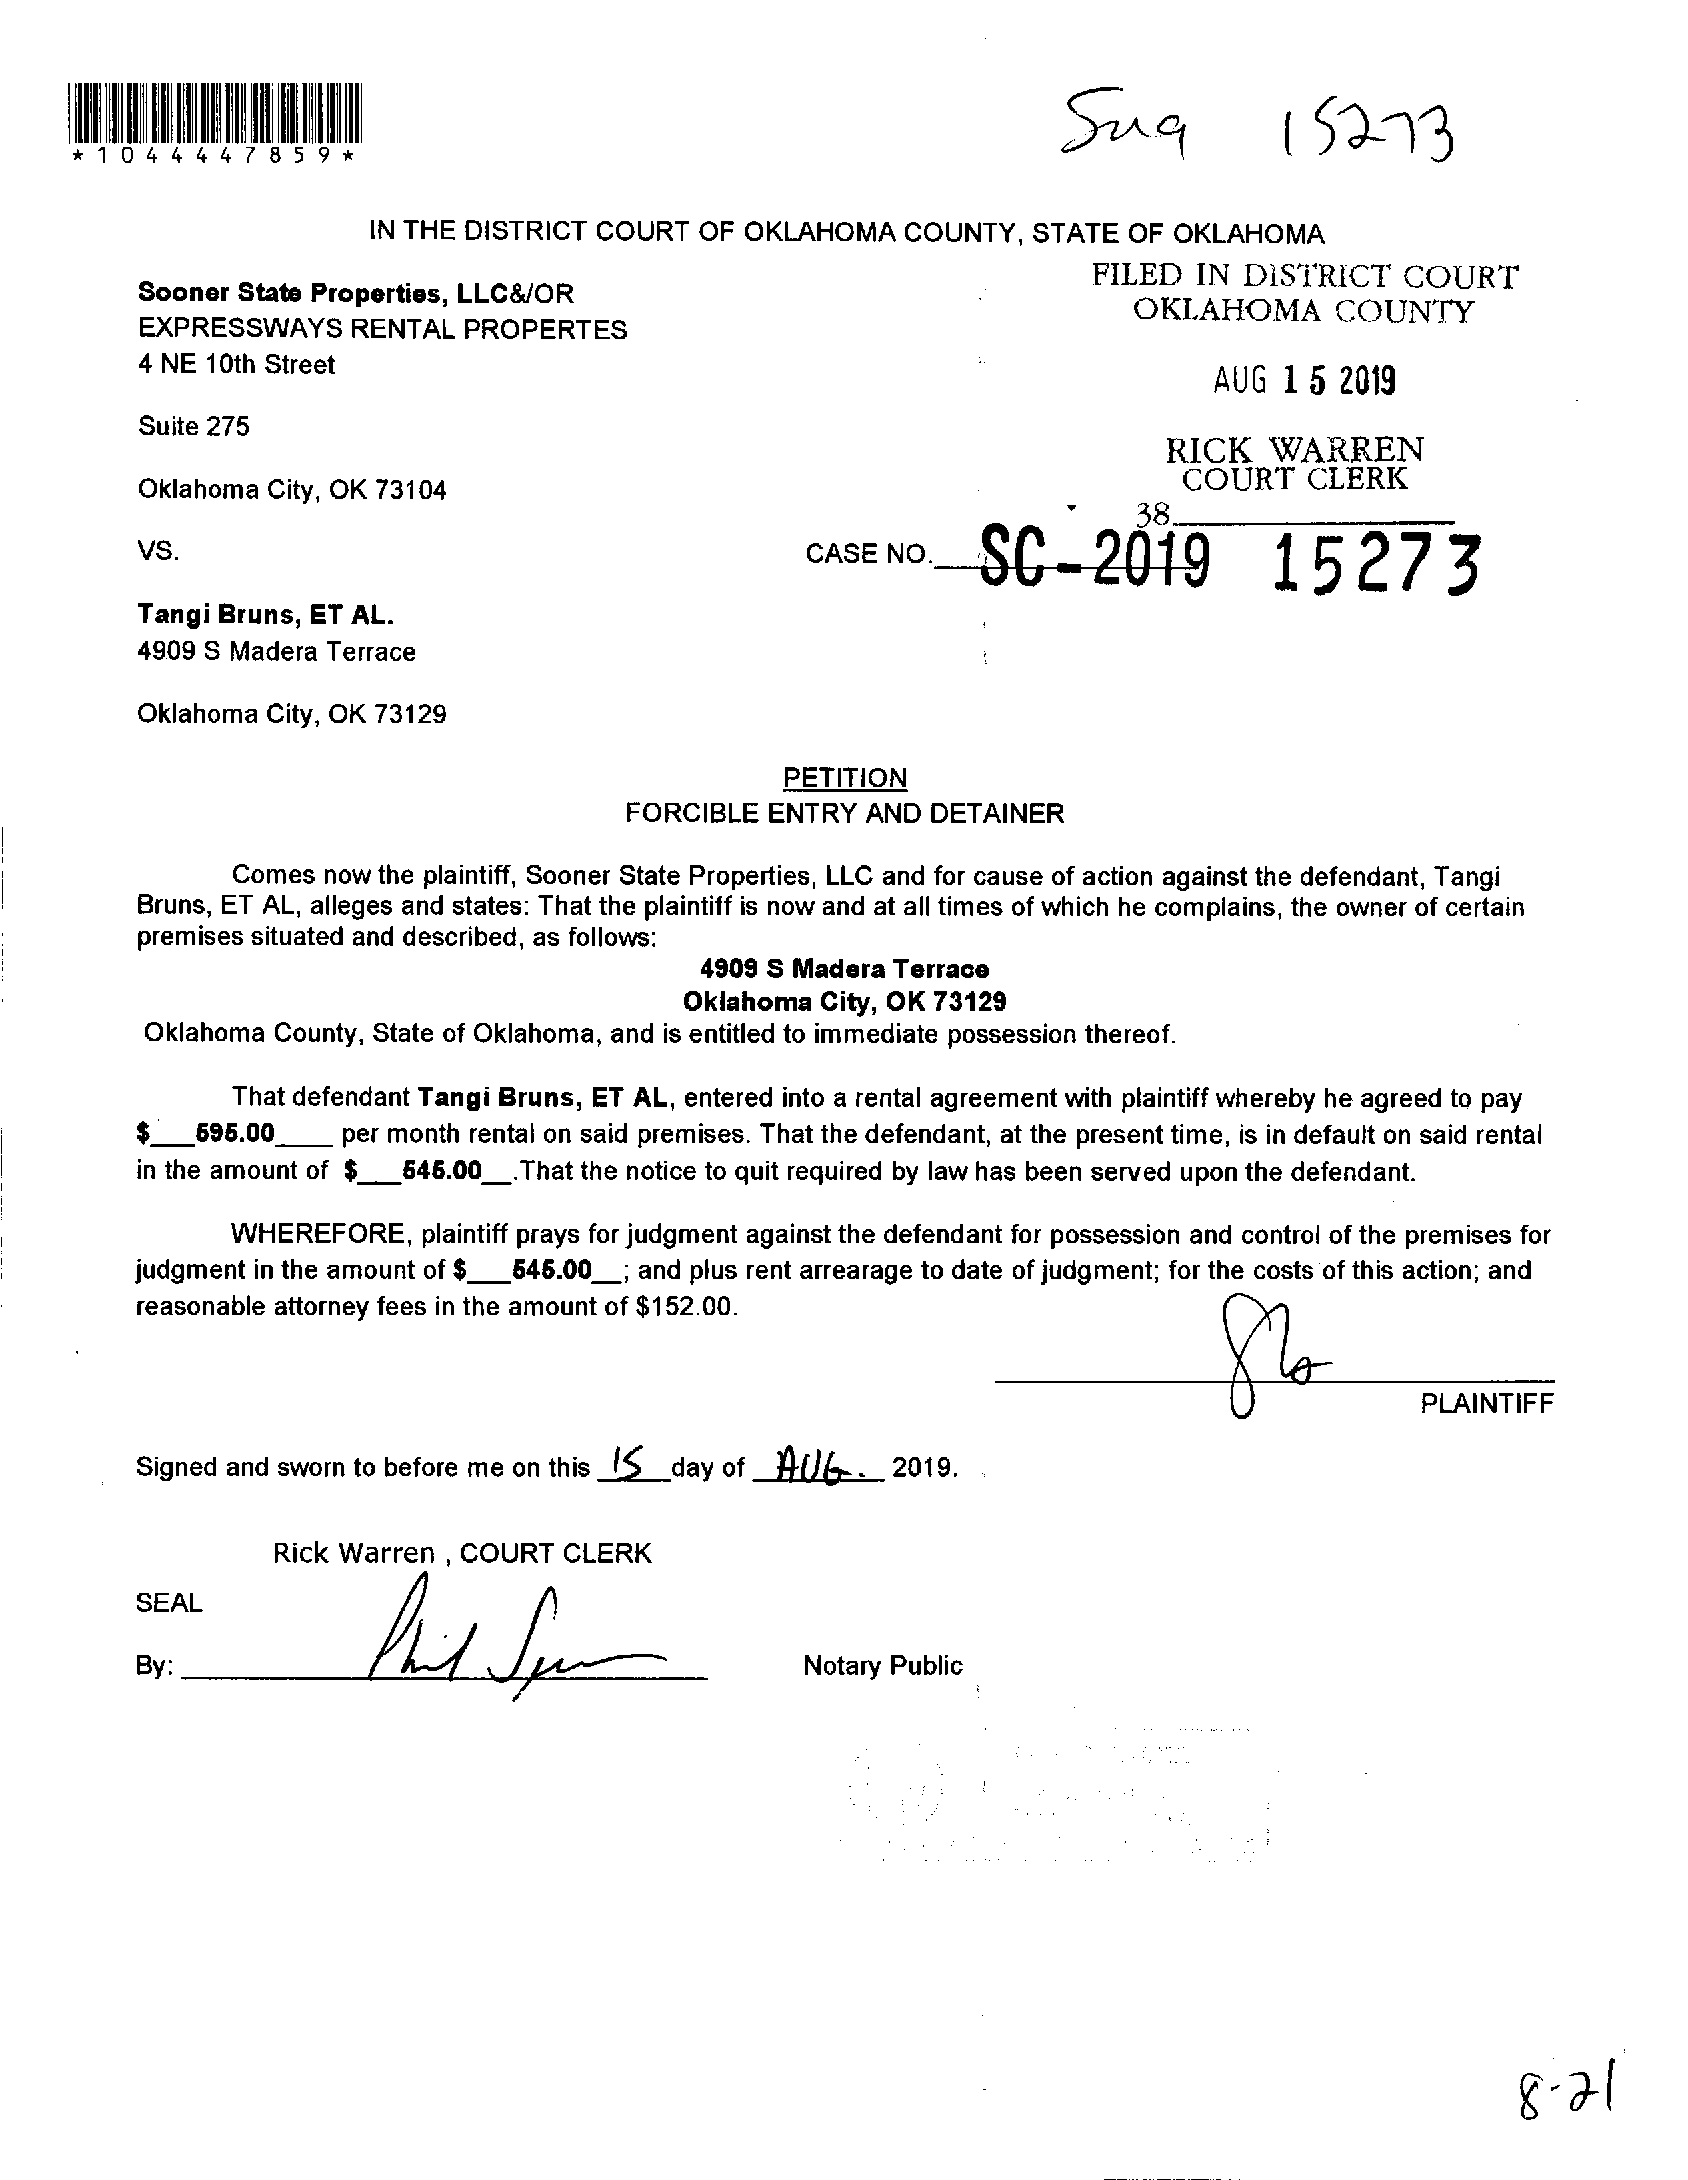 *1044447859*
15273
IN THE DISTRICT COURT OF OKLAHOMA COUNTY, STATE OF OKLAHOMA
FILED IN DISTRICT COURT
OKLAHOMA COUNTY
Sooner State Properties, LLC&/OR
EXPRESSWAYS RENTAL PROPERTES
4 NE 10th Street
AUG 15 2019
Suite 275
RICK WARREN
COURT CLERK
Oklahoma City, OK 73104
38
VS.
CASE NO. SC-2019 15273
Tangi Bruns, ET AL.
4909 S Madera Terrace
Oklahoma City, OK 73129
PETITION
FORCIBLE ENTRY AND DETAINER
Comes now the plaintiff, Sooner State Properties, LLC and for cause of action against the defendant, Tangi
Bruns, ET AL, alleges and states: That the plaintiff is now and at all times of which he complains, the owner of certain
premises situated and described, as follows:
4909 S Madera Terrace
Oklahoma City, OK 73129
Oklahoma County, State of Oklahoma, and is entitled to immediate possession thereof.
That defendant Tangi Bruns, ET AL, entered into a rental agreement with plaintiff whereby he agreed to pay
$___595.00____ per month rental on said premises. That the defendant, at the present time, is in default on said rental
in the amount of $___545.00__.That the notice to quit required by law has been served upon the defendant.
WHEREFORE, plaintiff prays for judgment against the defendant for possession and control of the premises for
judgment in the amount of $___545.00__; and plus rent arrearage to date of judgment; for the costs of this action; and
reasonable attorney fees in the amount of $152.00.
PLAINTIFF
Signed and sworn to before me on this 15 day of AUG. 2019.
Rick Warren , COURT CLERK
SEAL
By:
Notary Public
8-21